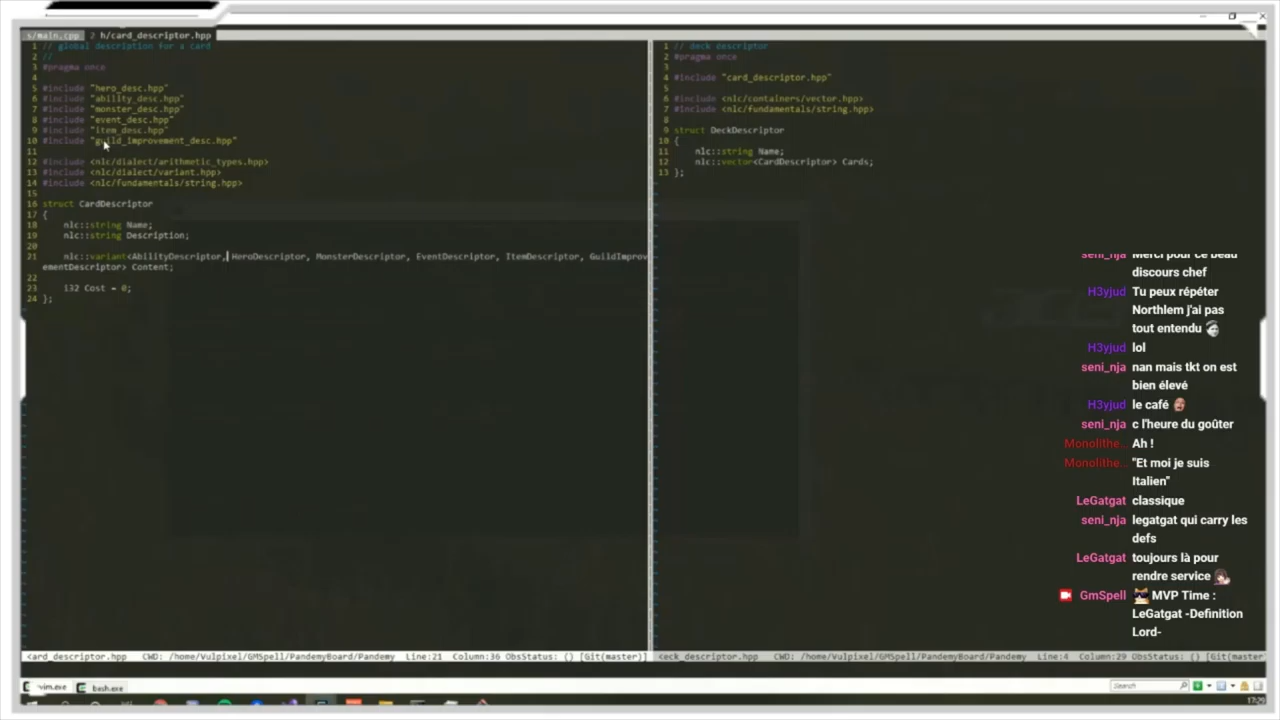 s/main.cpp 2 h/card_descriptor.hpp
1 // global description for a card
2 //
3 #pragma once
4
5 #include "hero_desc.hpp"
6 #include "ability_desc.hpp"
7 #include "monster_desc.hpp"
8 #include "event_desc.hpp"
9 #include "item_desc.hpp"
10 #include "guild_improvement_desc.hpp"
11
12 #include <nlc/dialect/arithmetic_types.hpp>
13 #include <nlc/dialect/variant.hpp>
14 #include <nlc/fundamentals/string.hpp>
15
16 struct CardDescriptor
17 {
18 nlc::string Name;
19 nlc::string Description;
20
21 nlc::variant<AbilityDescriptor, HeroDescriptor, MonsterDescriptor, EventDescriptor, ItemDescriptor, GuildImprov
ementDescriptor> Content;
22
23 i32 Cost = 0;
24 };
<ard_descriptor.hpp CWD: /home/Vulpixel/GMSpell/PandemyBoard/Pandemy Line:21 Column:36 ObsStatus: {} [Git(master)]
1 // deck descriptor
2 #pragma once
3
4 #include "card_descriptor.hpp"
5
6 #include <nlc/containers/vector.hpp>
7 #include <nlc/fundamentals/string.hpp>
8
9 struct DeckDescriptor
10 {
11 nlc::string Name;
12 nlc::vector<CardDescriptor> Cards;
13 };
<eck_descriptor.hpp CWD: /home/Vulpixel/GMSpell/PandemyBoard/Pandemy Line:4 Column:29 ObsStatus: {} [Git(master)
seni_nja Merci pour ce beau
discours chef
H3yjud Tu peux répéter
Northlem j'ai pas
tout entendu
H3yjud lol
seni_nja nan mais tkt on est
bien élevé
H3yjud le café
seni_nja c l'heure du goûter
Monolithe... Ah !
Monolithe... "Et moi je suis
Italien"
LeGatgat classique
seni_nja legatgat qui carry les
defs
LeGatgat toujours là pour
rendre service
GmSpell MVP Time :
LeGatgat -Definition
Lord-
vim.exe bash.exe
Search